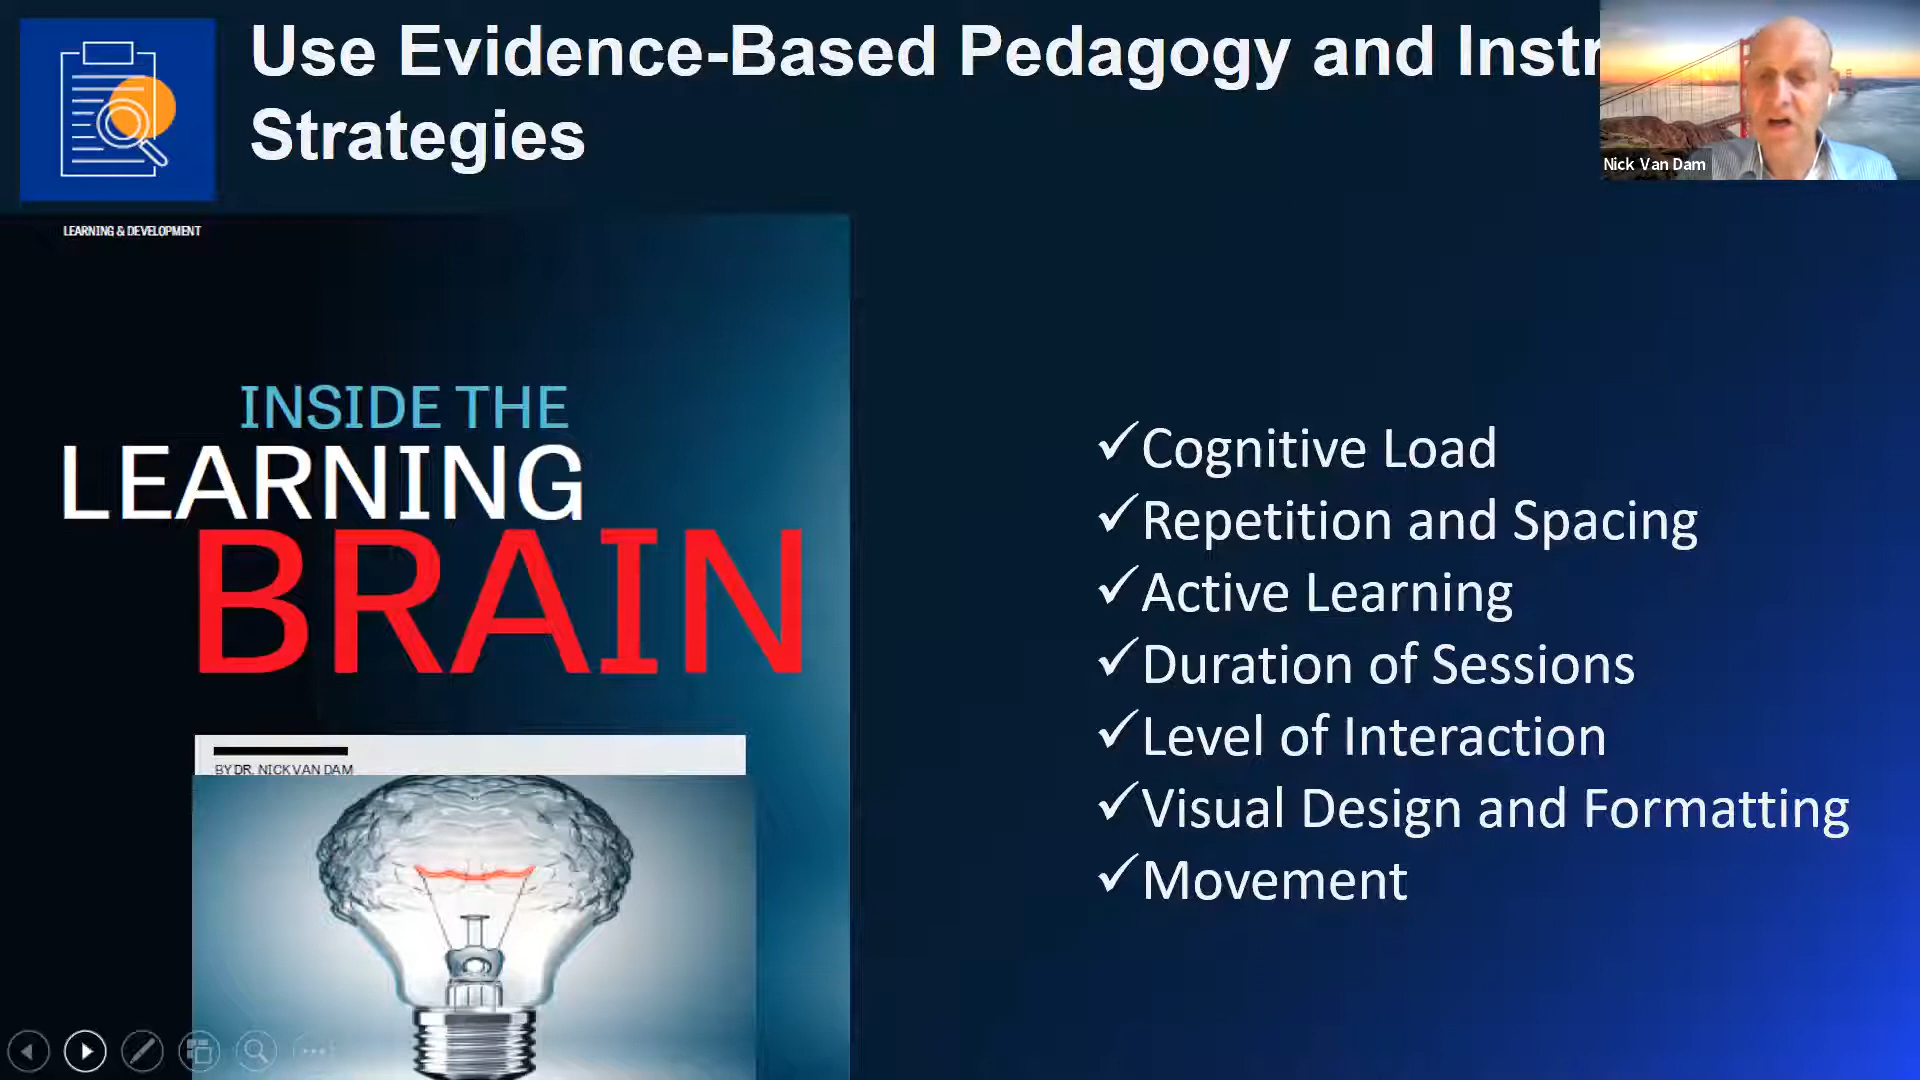 Use Evidence-Based Pedagogy and Instr
Strategies
Nick Van Dam
LEARNING & DEVELOPMENT
INSIDE THE
LEARNING
BRAIN
BY DR. NICK VAN DAM
✓Cognitive Load
✓Repetition and Spacing
✓Active Learning
✓Duration of Sessions
✓Level of Interaction
✓Visual Design and Formatting
✓Movement